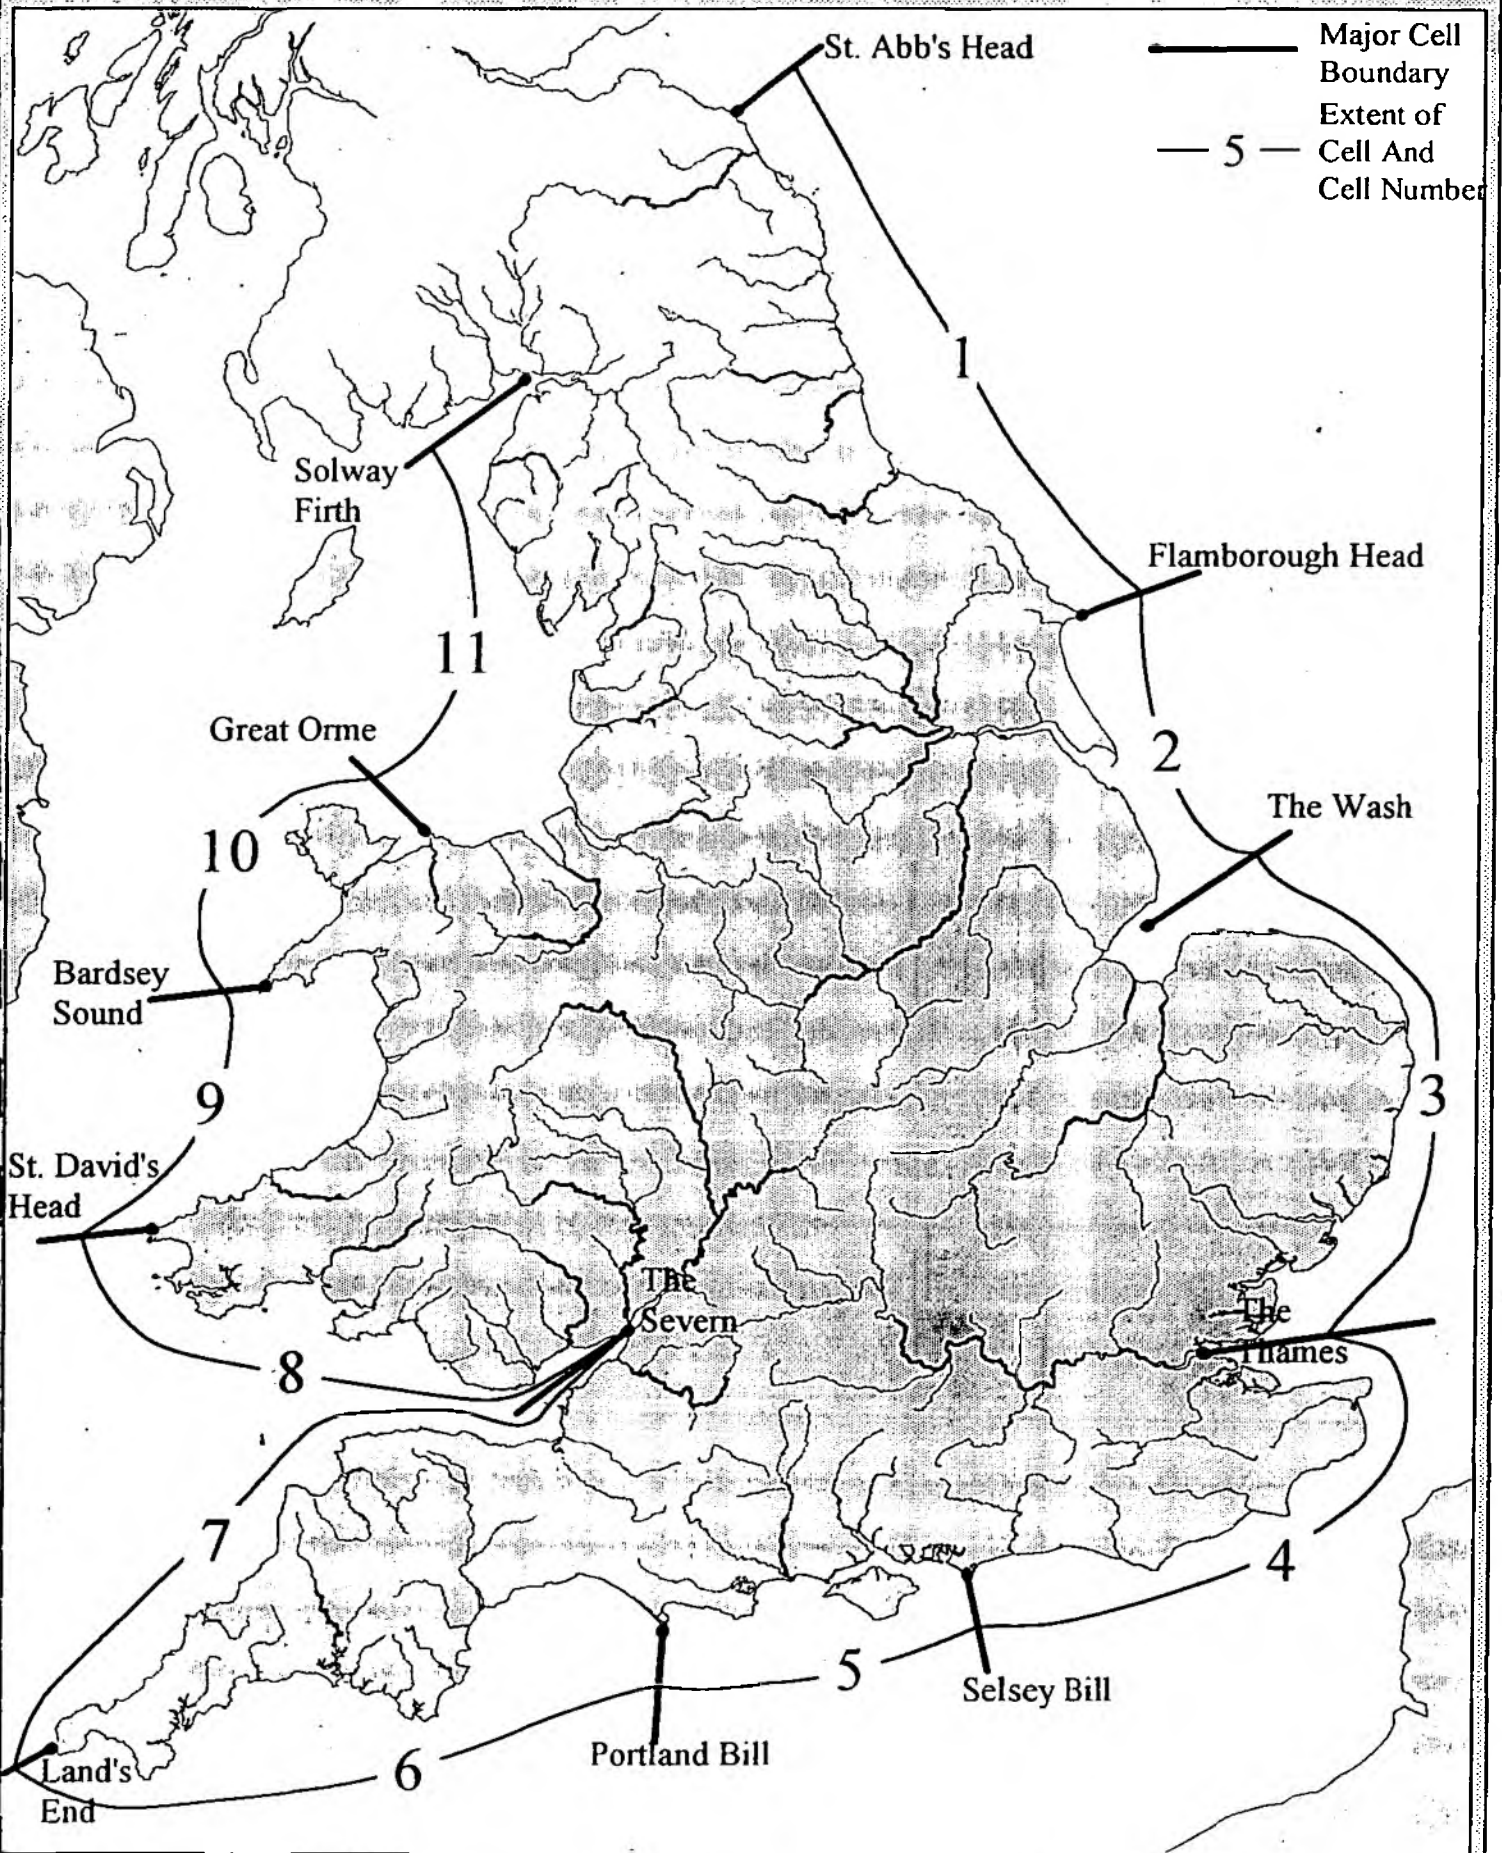 St. Abb's Head
Major Cell
Boundary
Extent of
— 5 — Cell And
Cell Number
1
Solway
Firth
Flamborough Head
11
Great Orme
2
The Wash
10
Bardsey
Sound
9
3
St. David's
Head
The
Severn
The
Thames
8
7
4
5
Selsey Bill
Portland Bill
6
Land's
End